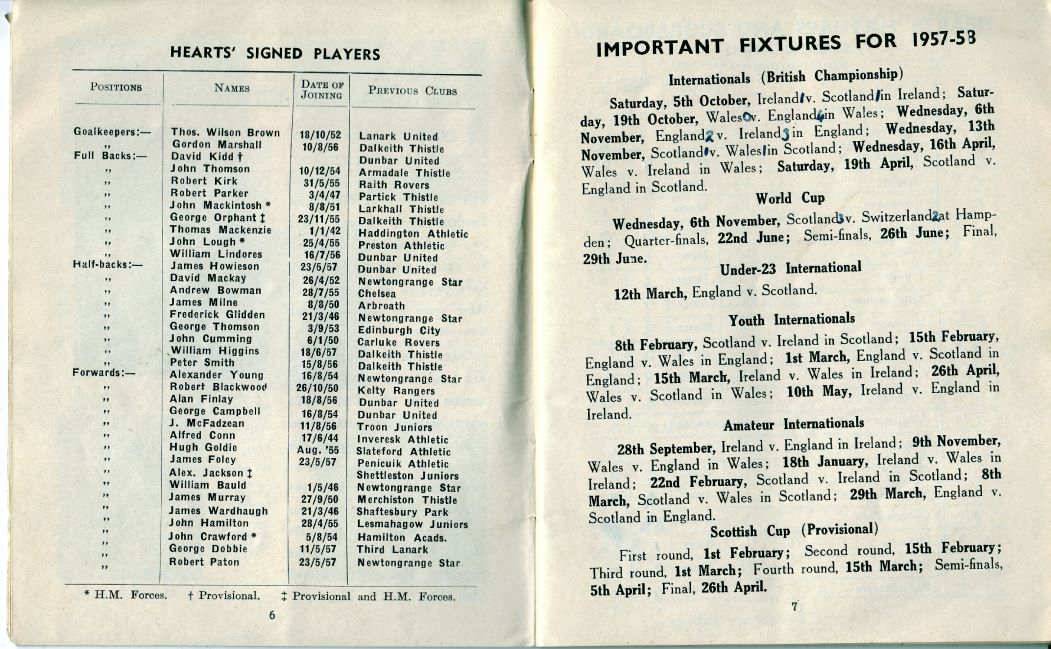 HEARTS' SIGNED PLAYERS
POSITIONS NAMES DATE OF JOINING PREVIOUS CLUBS
Goalkeepers:— Thos. Wilson Brown 18/10/52 Lanark United
,, Gordon Marshall 10/8/56 Dalkeith Thistle
Full Backs:— David Kidd † Dunbar United
,, John Thomson 10/12/54 Armadale Thistle
,, Robert Kirk 31/5/55 Raith Rovers
,, Robert Parker 3/4/47 Partick Thistle
,, John Mackintosh * 8/8/51 Larkhall Thistle
,, George Orphant ‡ 23/11/55 Dalkeith Thistle
,, Thomas Mackenzie 1/1/42 Haddington Athletic
,, John Lough * 25/4/55 Preston Athletic
,, William Lindores 16/7/56 Dunbar United
Half-backs:— James Howieson 23/5/57 Dunbar United
,, David Mackay 26/4/52 Newtongrange Star
,, Andrew Bowman 28/7/55 Chelsea
,, James Milne 8/8/50 Arbroath
,, Frederick Glidden 21/3/46 Newtongrange Star
,, George Thomson 3/9/53 Edinburgh City
,, John Cumming 6/1/50 Carluke Rovers
,, William Higgins 18/6/57 Dalkeith Thistle
,, Peter Smith 15/8/56 Dalkeith Thistle
Forwards:— Alexander Young 16/8/54 Newtongrange Star
,, Robert Blackwood 26/10/50 Kelty Rangers
,, Alan Finlay 18/8/56 Dunbar United
,, George Campbell 16/8/54 Dunbar United
,, J. McFadzean 11/8/56 Troon Juniors
,, Alfred Conn 17/6/44 Inveresk Athletic
,, Hugh Goldie Aug. '55 Slateford Athletic
,, James Foley 23/5/57 Penicuik Athletic
,, Alex. Jackson ‡ Shettleston Juniors
,, William Bauld 1/5/46 Newtongrange Star
,, James Murray 27/9/50 Merchiston Thistle
,, James Wardhaugh 21/3/46 Shaftesbury Park
,, John Hamilton 28/4/55 Lesmahagow Juniors
,, John Crawford * 5/8/54 Hamilton Acads.
,, George Dobbie 11/5/57 Third Lanark
,, Robert Paton 23/5/57 Newtongrange Star
* H.M. Forces. † Provisional. ‡ Provisional and H.M. Forces.
6
IMPORTANT FIXTURES FOR 1957-58
Internationals (British Championship)
Saturday, 5th October, Ireland 1 v. Scotland 1 in Ireland; Satur-
day, 19th October, Wales 0 v. England 4 in Wales; Wednesday, 6th
November, England 2 v. Ireland 3 in England; Wednesday, 13th
November, Scotland 1 v. Wales 1 in Scotland; Wednesday, 16th April,
Wales v. Ireland in Wales; Saturday, 19th April, Scotland v.
England in Scotland.
World Cup
Wednesday, 6th November, Scotland 3 v. Switzerland 2 at Hamp-
den; Quarter-finals, 22nd June; Semi-finals, 26th June; Final,
29th June.
Under-23 International
12th March, England v. Scotland.
Youth Internationals
8th February, Scotland v. Ireland in Scotland; 15th February,
England v. Wales in England; 1st March, England v. Scotland in
England; 15th March, Ireland v. Wales in Ireland; 26th April,
Wales v. Scotland in Wales; 10th May, Ireland v. England in
Ireland.
Amateur Internationals
28th September, Ireland v. England in Ireland; 9th November,
Wales v. England in Wales; 18th January, Ireland v. Wales in
Ireland; 22nd February, Scotland v. Ireland in Scotland; 8th
March, Scotland v. Wales in Scotland; 29th March, England v.
Scotland in England.
Scottish Cup (Provisional)
First round, 1st February; Second round, 15th February;
Third round, 1st March; Fourth round, 15th March; Semi-finals,
5th April; Final, 26th April.
7